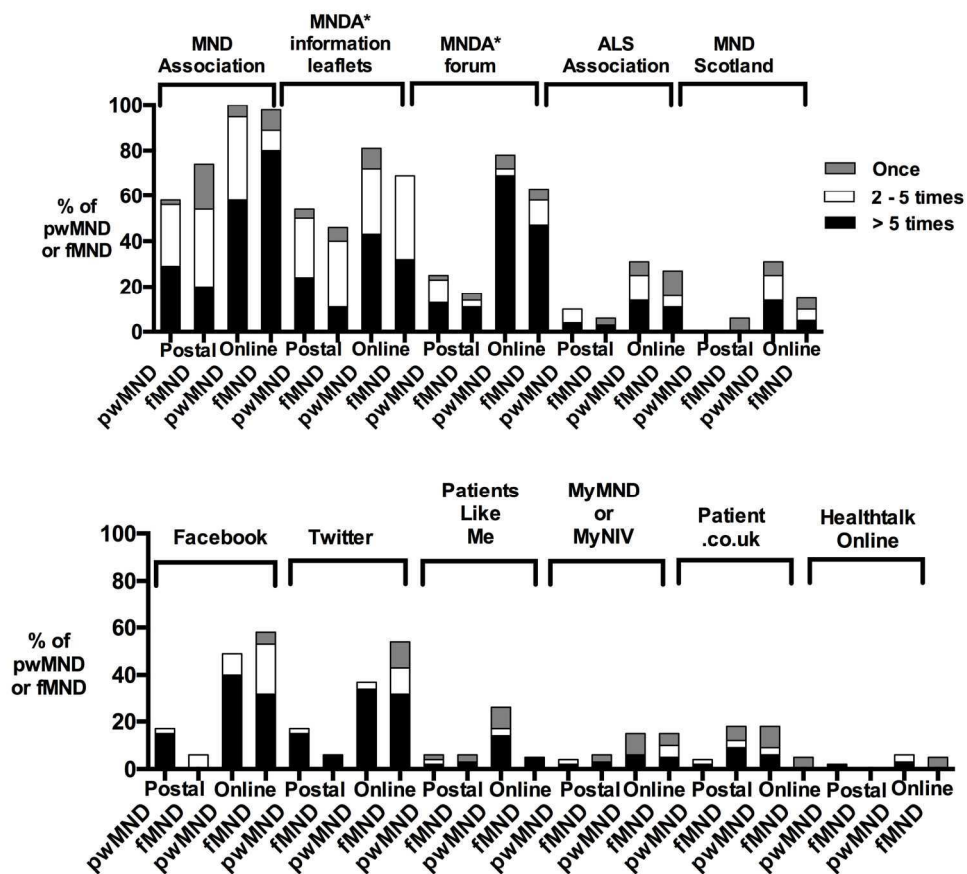 MND
Association
MNDA*
information
leaflets
MNDA*
forum
ALS
Association
MND
Scotland
100
80
60
40
20
0
% of
pwMND
or fMND
Once
2 - 5 times
> 5 times
Postal Online Postal Online Postal Online Postal Online Postal Online
pwMND fMND pwMND fMND pwMND fMND pwMND fMND pwMND fMND pwMND fMND pwMND fMND pwMND fMND pwMND fMND pwMND fMND
Facebook
Twitter
Patients
Like
Me
MyMND
or
MyNIV
Patient
.co.uk
Healthtalk
Online
100
80
60
40
20
0
% of
pwMND
or fMND
Postal Online Postal Online Postal Online Postal Online Postal Online Postal Online
pwMND fMND pwMND fMND pwMND fMND pwMND fMND pwMND fMND pwMND fMND pwMND fMND pwMND fMND pwMND fMND pwMND fMND pwMND fMND pwMND fMND